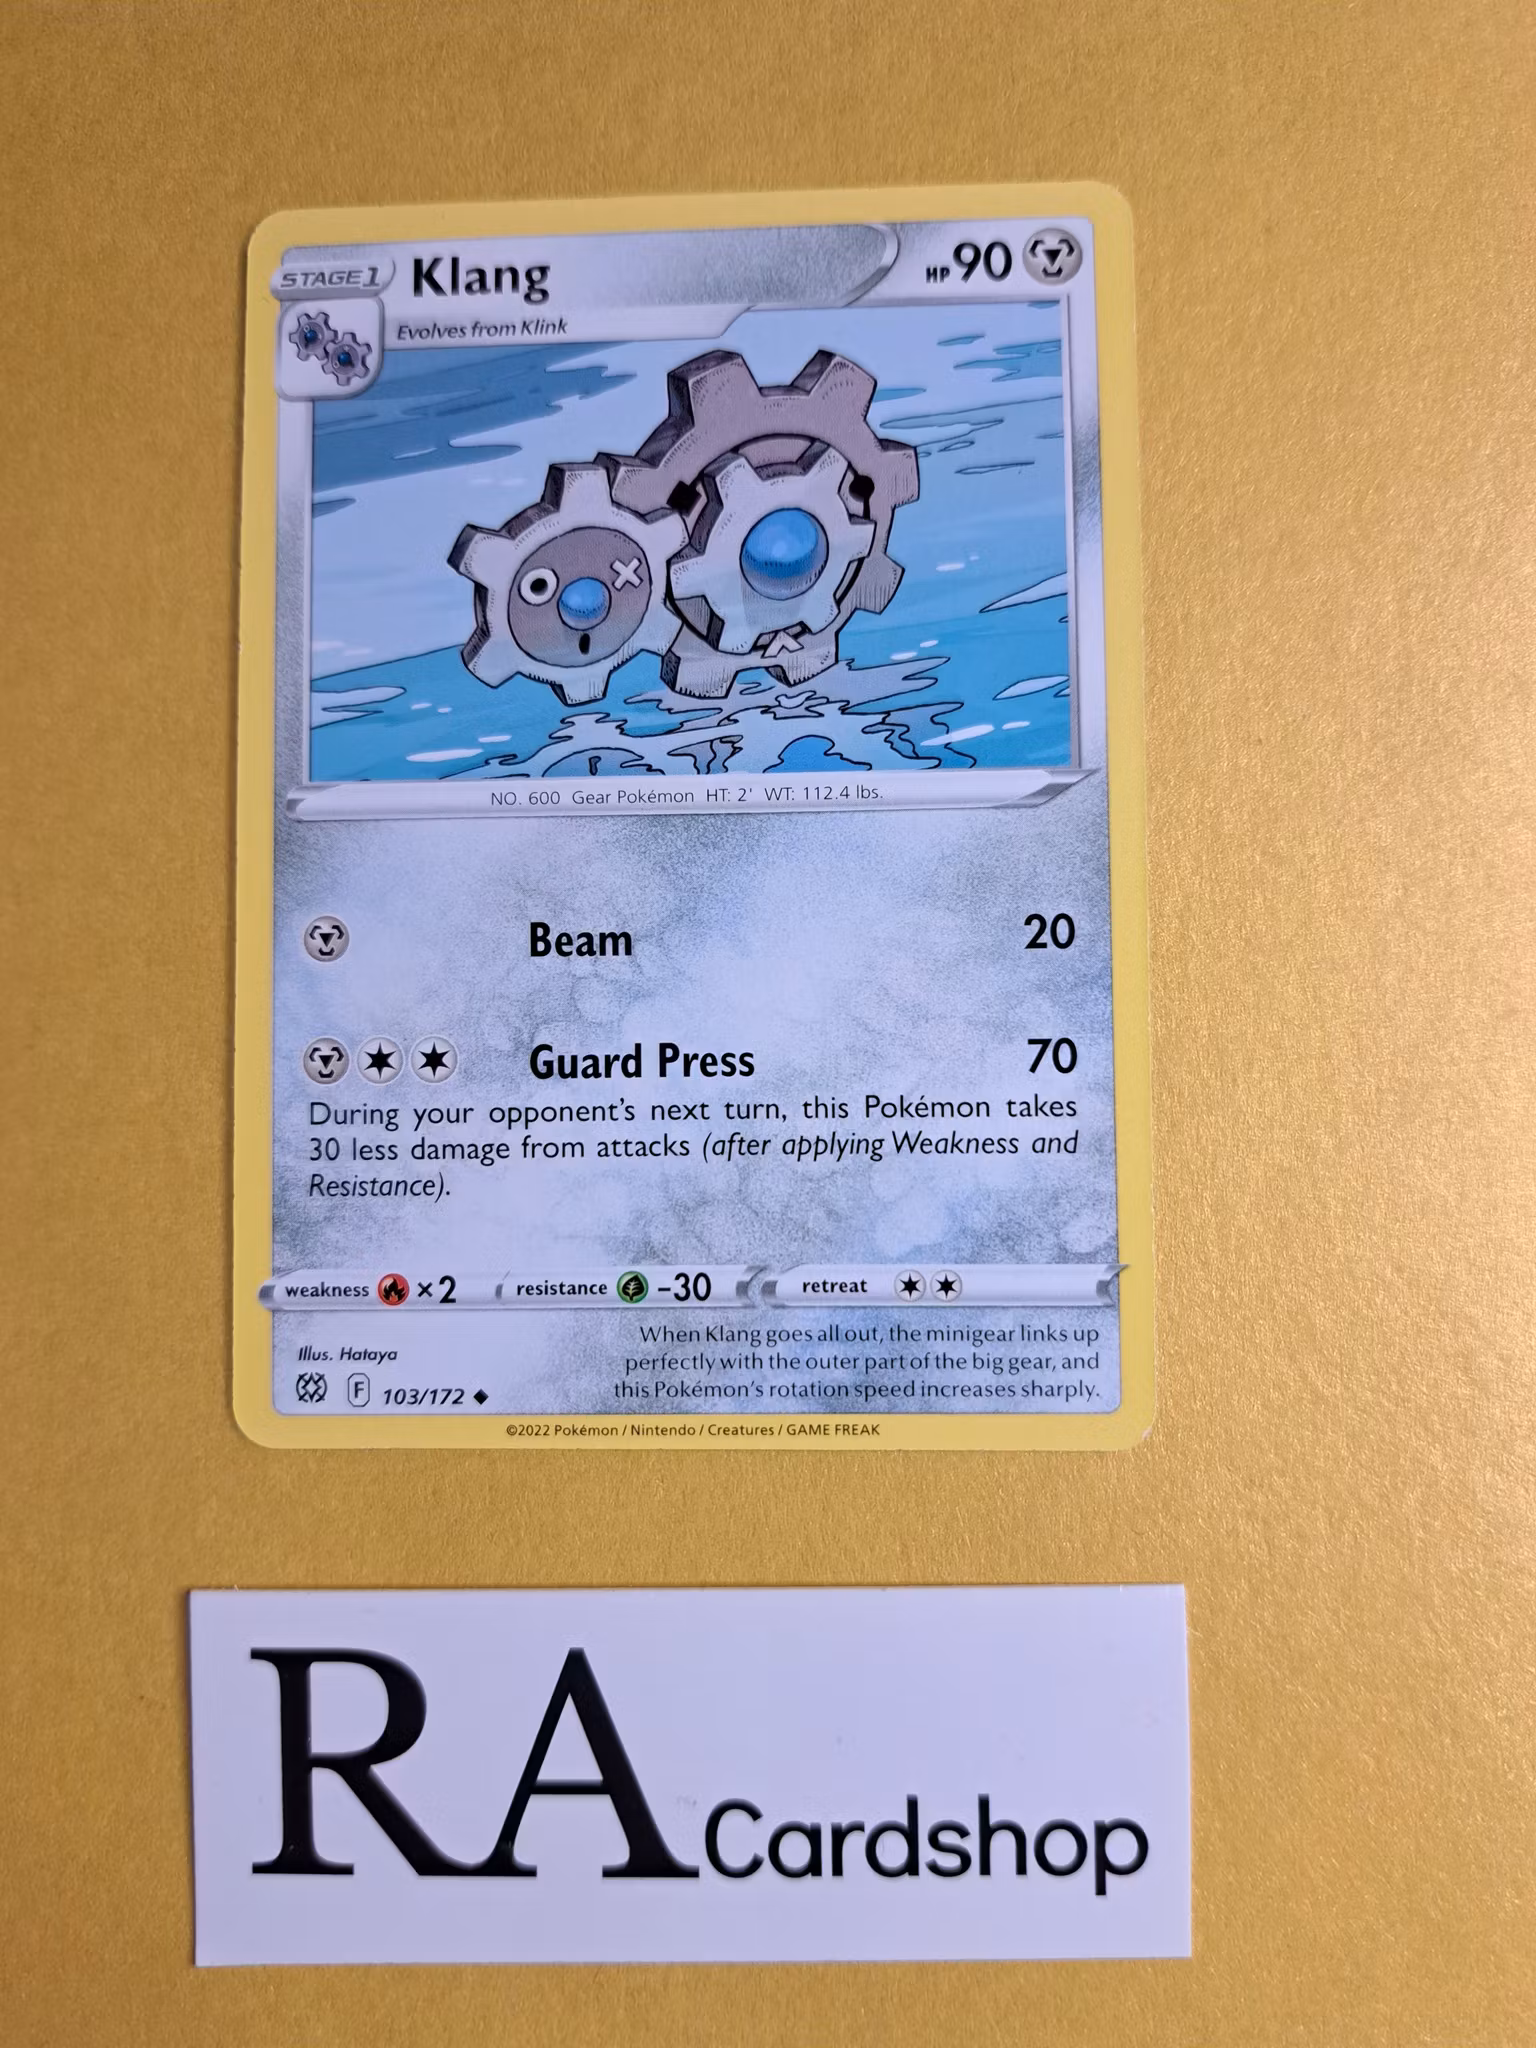 STAGE 1 Klang HP 90
Evolves from Klink
NO. 600 Gear Pokémon HT: 2' WT: 112.4 lbs.
Beam 20
Guard Press 70
During your opponent's next turn, this Pokémon takes
30 less damage from attacks (after applying Weakness and
Resistance).
weakness ×2 resistance -30 retreat
When Klang goes all out, the minigear links up
perfectly with the outer part of the big gear, and
this Pokémon's rotation speed increases sharply.
Illus. Hataya
F 103/172
©2022 Pokémon / Nintendo / Creatures / GAME FREAK
RA Cardshop